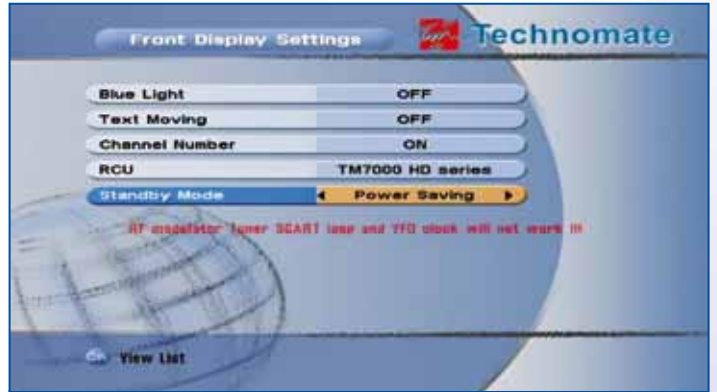 Front Display Settings
Technomate
Blue Light OFF
Text Moving OFF
Channel Number ON
RCU TM7000 HD series
Standby Mode Power Saving
RF modulator Tuner SCART loop and VFD clock will not work !!!
View List